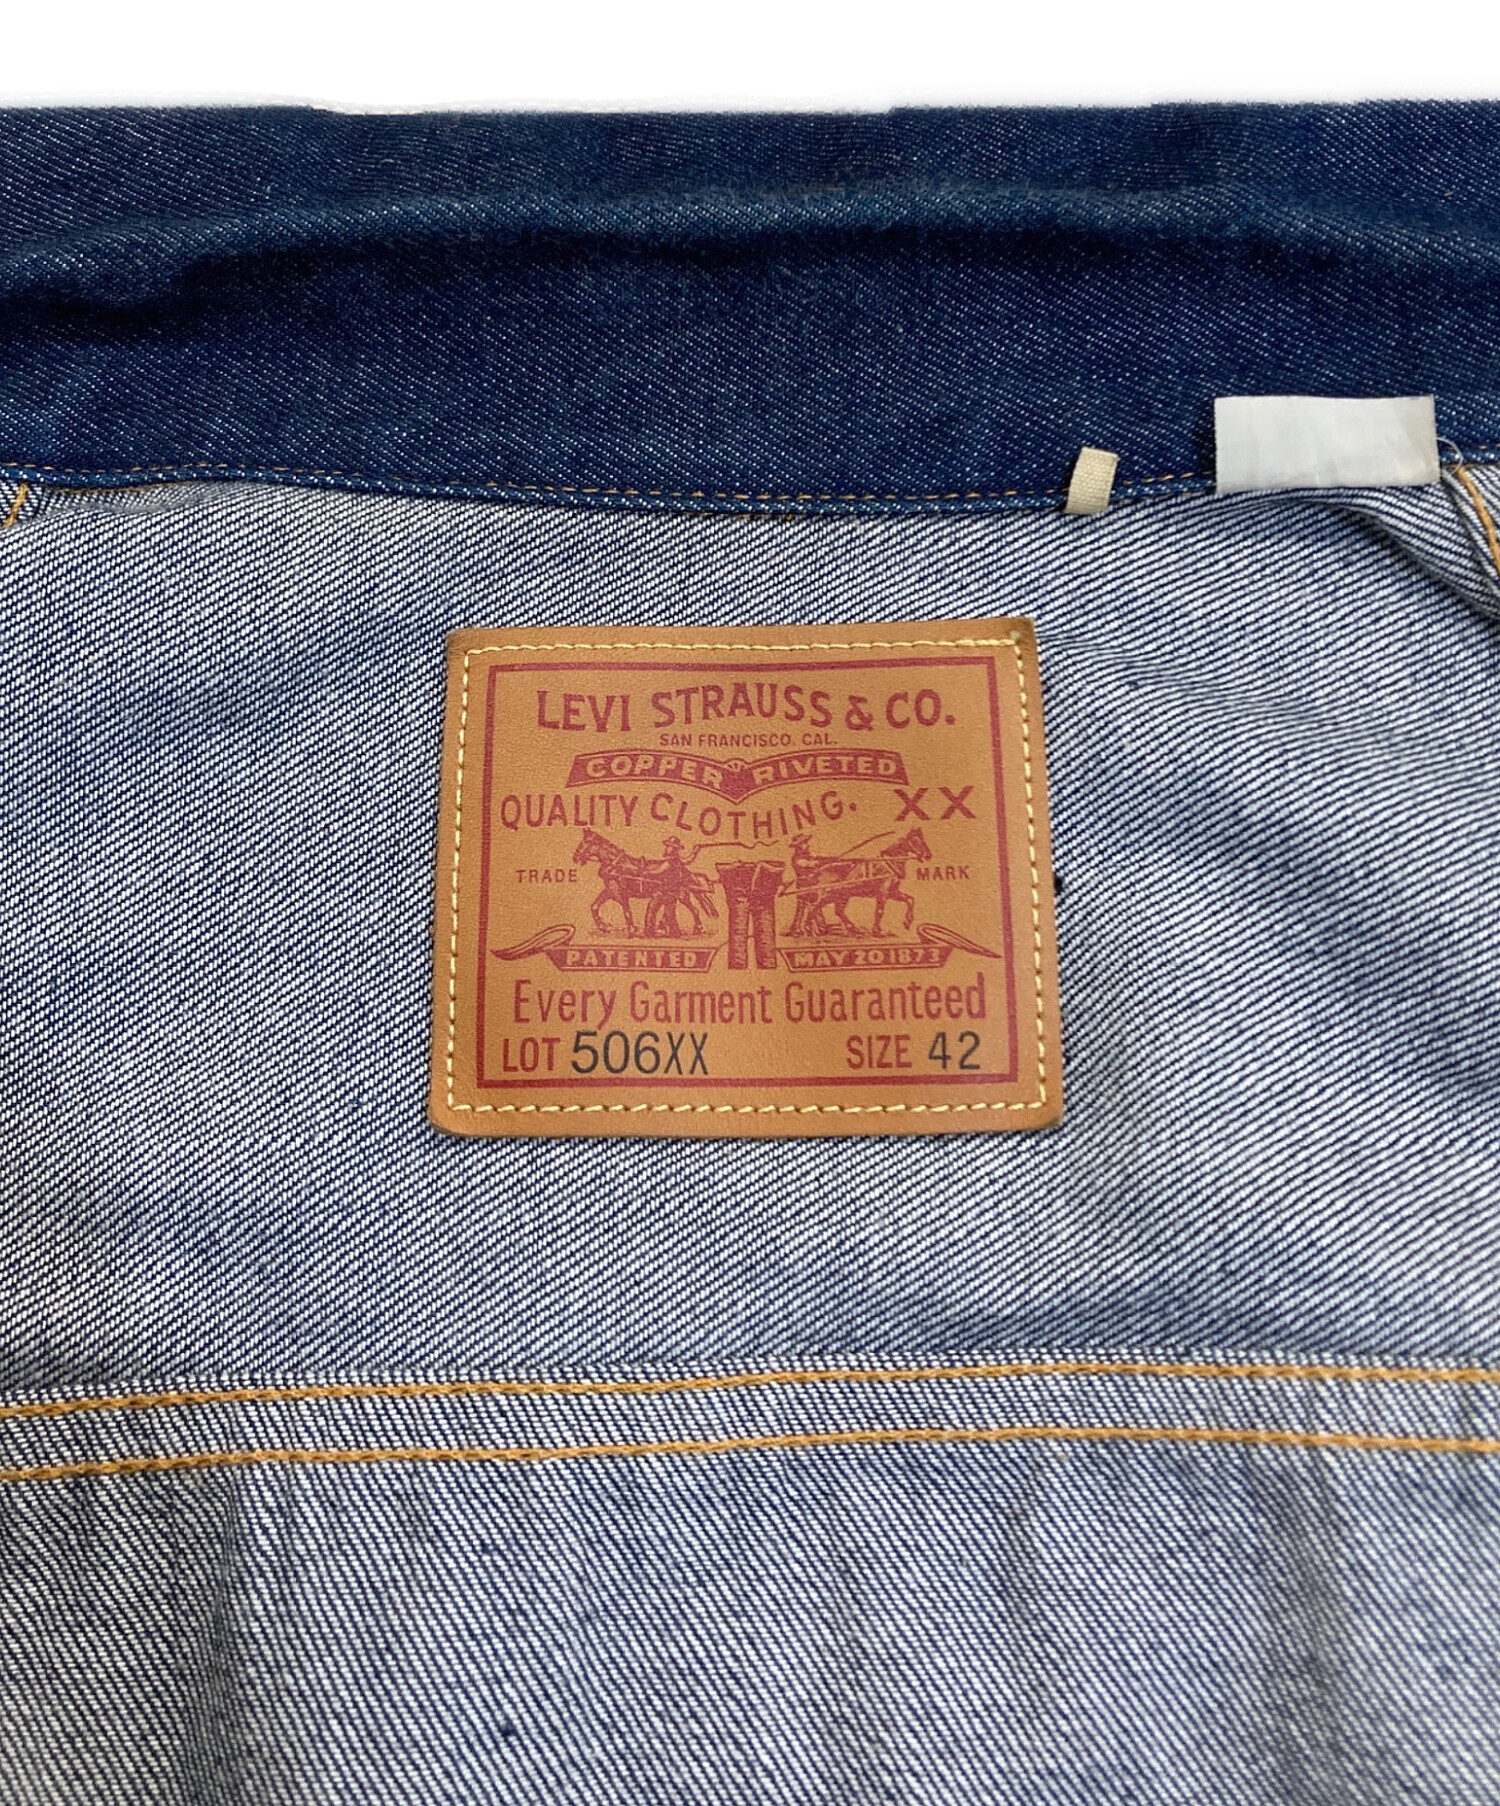 LEVI STRAUSS & CO.
SAN FRANCISCO. CAL.
COPPER RIVETED
QUALITY CLOTHING. XX
TRADE MARK
PATENTED MAY 20 1873
Every Garment Guaranteed
LOT 506XX SIZE 42